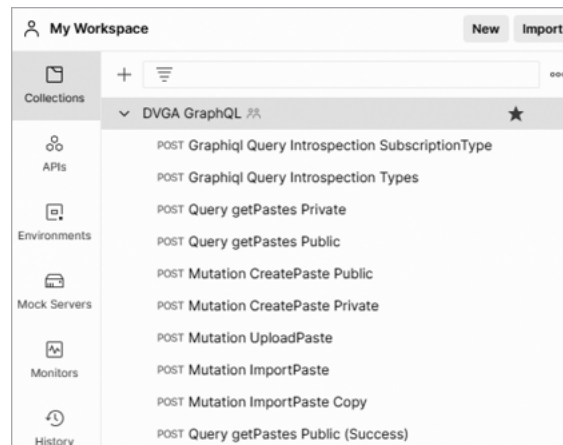 My Workspace
New
Import
Collections
DVGA GraphQL
POST Graphiql Query Introspection SubscriptionType
APIs
POST Graphiql Query Introspection Types
POST Query getPastes Private
Environments
POST Query getPastes Public
POST Mutation CreatePaste Public
Mock Servers
POST Mutation CreatePaste Private
POST Mutation UploadPaste
Monitors
POST Mutation ImportPaste
POST Mutation ImportPaste Copy
History
POST Query getPastes Public (Success)